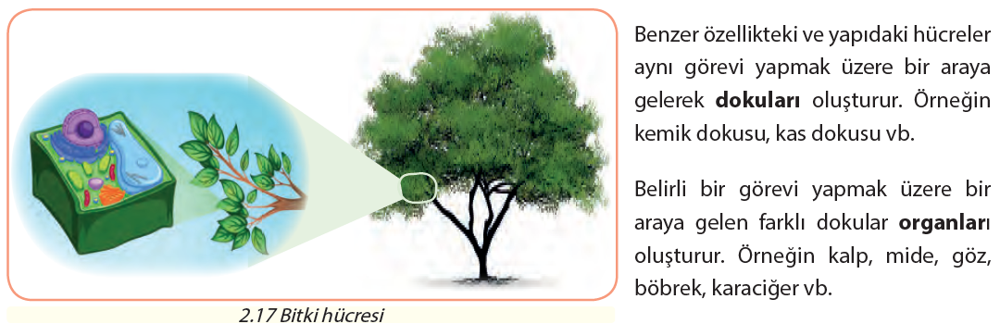 Benzer özellikteki ve yapıdaki hücreler
aynı görevi yapmak üzere bir araya
gelerek dokuları oluşturur. Örneğin
kemik dokusu, kas dokusu vb.
Belirli bir görevi yapmak üzere bir
araya gelen farklı dokular organları
oluşturur. Örneğin kalp, mide, göz,
böbrek, karaciğer vb.
2.17 Bitki hücresi